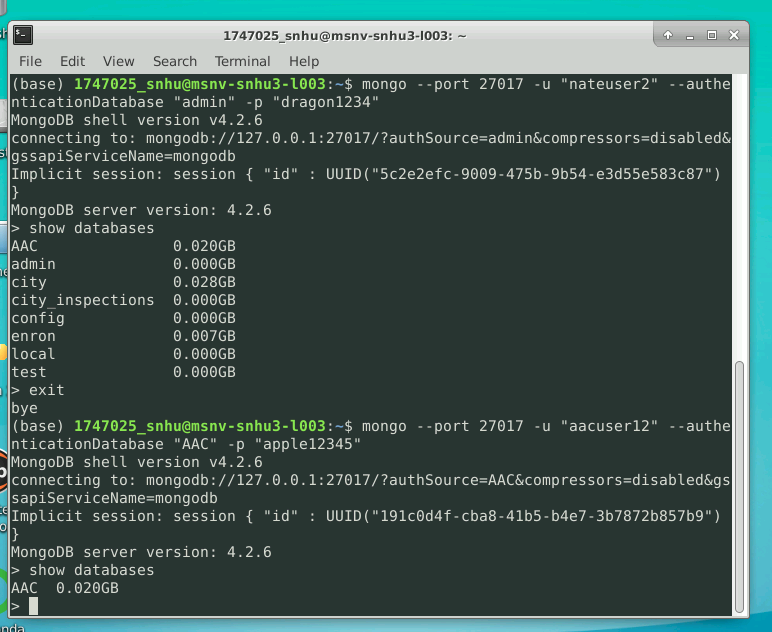 1747025_snhu@msnv-snhu3-l003: ~
File Edit View Search Terminal Help
(base) 1747025_snhu@msnv-snhu3-l003:~$ mongo --port 27017 -u "nateuser2" --authe
nticationDatabase "admin" -p "dragon1234"
MongoDB shell version v4.2.6
connecting to: mongodb://127.0.0.1:27017/?authSource=admin&compressors=disabled&
gssapiServiceName=mongodb
Implicit session: session { "id" : UUID("5c2e2efc-9009-475b-9b54-e3d55e583c87")
}
MongoDB server version: 4.2.6
> show databases
AAC 0.020GB
admin 0.000GB
city 0.028GB
city_inspections 0.000GB
config 0.000GB
enron 0.007GB
local 0.000GB
test 0.000GB
> exit
bye
(base) 1747025_snhu@msnv-snhu3-l003:~$ mongo --port 27017 -u "aacuser12" --authe
nticationDatabase "AAC" -p "apple12345"
MongoDB shell version v4.2.6
connecting to: mongodb://127.0.0.1:27017/?authSource=AAC&compressors=disabled&gs
sapiServiceName=mongodb
Implicit session: session { "id" : UUID("191c0d4f-cba8-41b5-b4e7-3b7872b857b9")
}
MongoDB server version: 4.2.6
> show databases
AAC 0.020GB
>